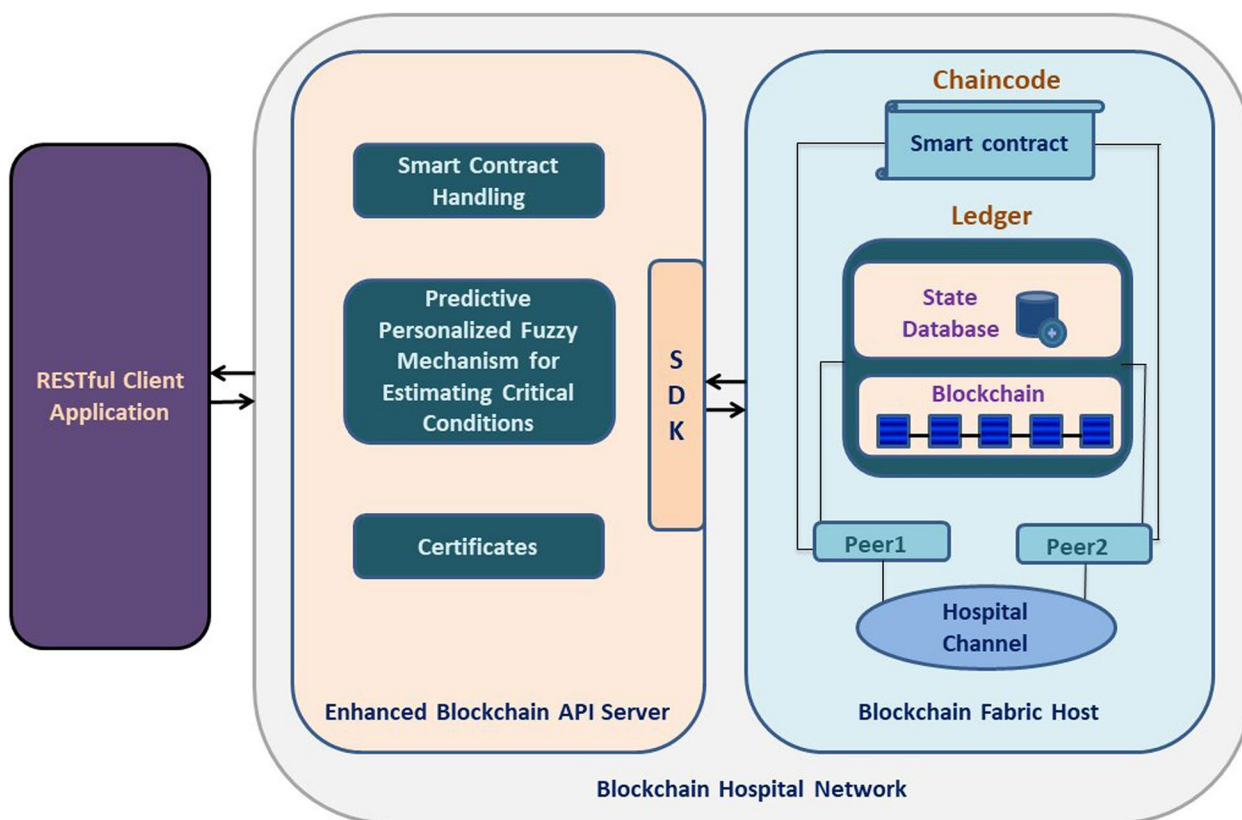 RESTful Client
Application
Smart Contract
Handling
Predictive
Personalized Fuzzy
Mechanism for
Estimating Critical
Conditions
Certificates
S
D
K
Enhanced Blockchain API Server
Chaincode
Smart contract
Ledger
State
Database
Blockchain
Peer1
Peer2
Hospital
Channel
Blockchain Fabric Host
Blockchain Hospital Network